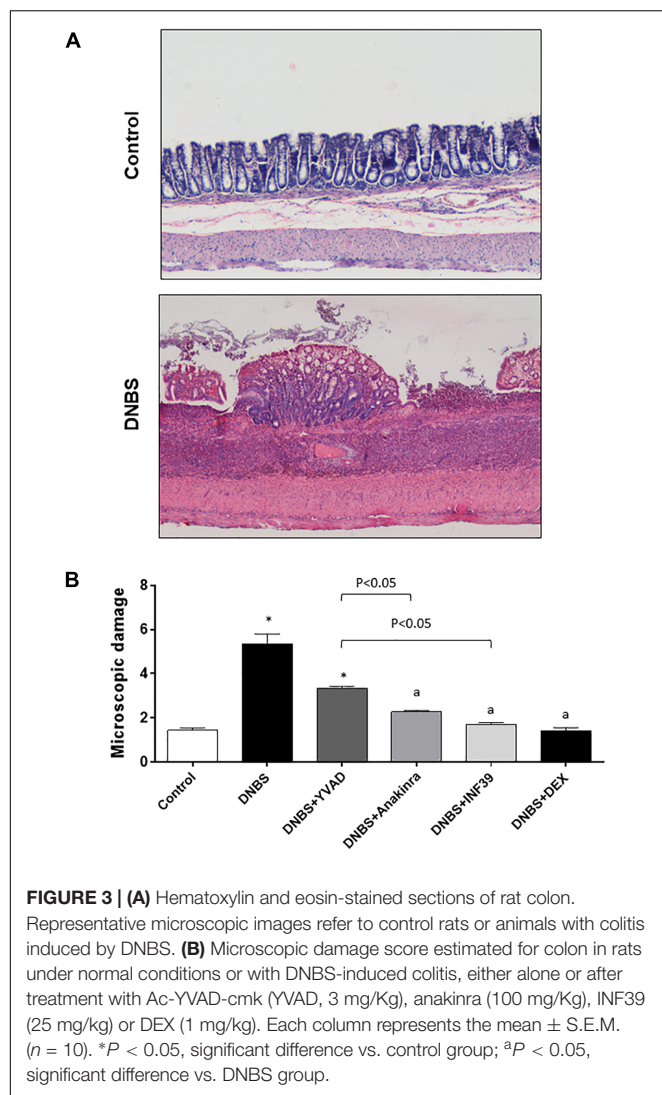 A
Control
DNBS
B
Microscopic damage
8
6
4
2
0
P<0.05
P<0.05
*
*
a
a
a
Control
DNBS
DNBS+YVAD
DNBS+Anakinra
DNBS+INF39
DNBS+DEX
FIGURE 3 | (A) Hematoxylin and eosin-stained sections of rat colon.
Representative microscopic images refer to control rats or animals with colitis
induced by DNBS. (B) Microscopic damage score estimated for colon in rats
under normal conditions or with DNBS-induced colitis, either alone or after
treatment with Ac-YVAD-cmk (YVAD, 3 mg/Kg), anakinra (100 mg/Kg), INF39
(25 mg/kg) or DEX (1 mg/kg). Each column represents the mean ± S.E.M.
(n = 10). *P < 0.05, significant difference vs. control group; aP < 0.05,
significant difference vs. DNBS group.